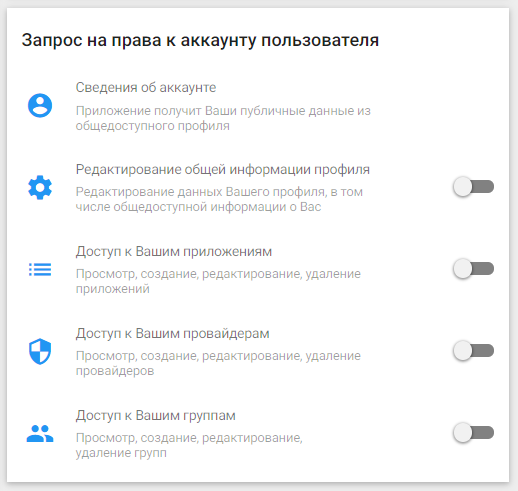 Запрос на права к аккаунту пользователя
Сведения об аккаунте
Приложение получит Ваши публичные данные из
общедоступного профиля
Редактирование общей информации профиля
Редактирование данных Вашего профиля, в том
числе общедоступной информации о Вас
Доступ к Вашим приложениям
Просмотр, создание, редактирование, удаление
приложений
Доступ к Вашим провайдерам
Просмотр, создание, редактирование, удаление
провайдеров
Доступ к Вашим группам
Просмотр, создание, редактирование,
удаление групп